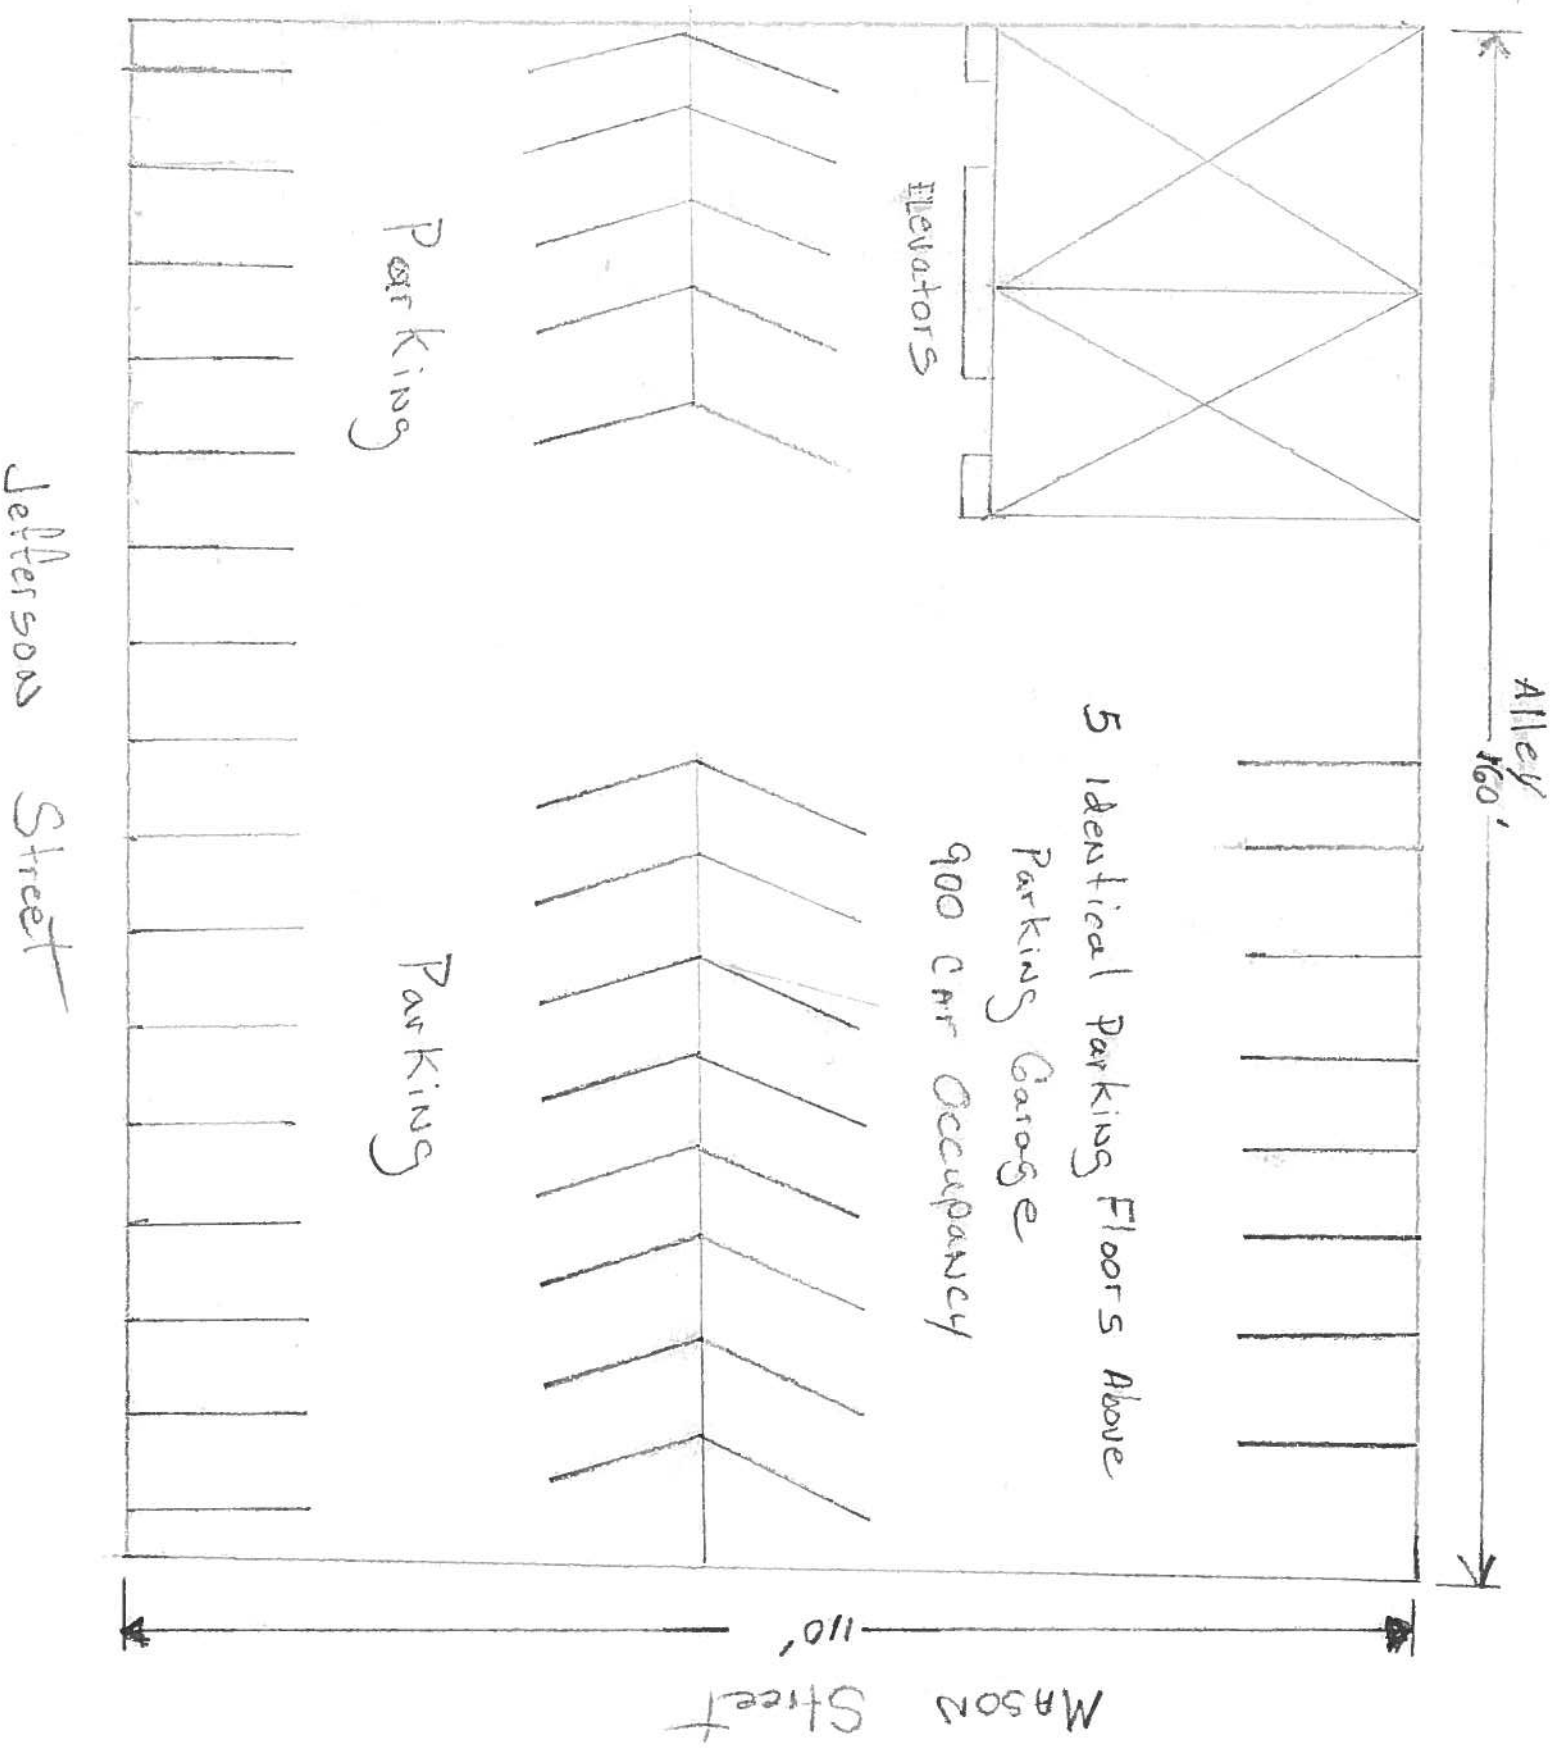 Alley
160'
Elevators
5 Identical Parking Floors Above
Parking Garage
900 Car Occupancy
Parking
Parking
Jefferson Street
110'
Mason Street